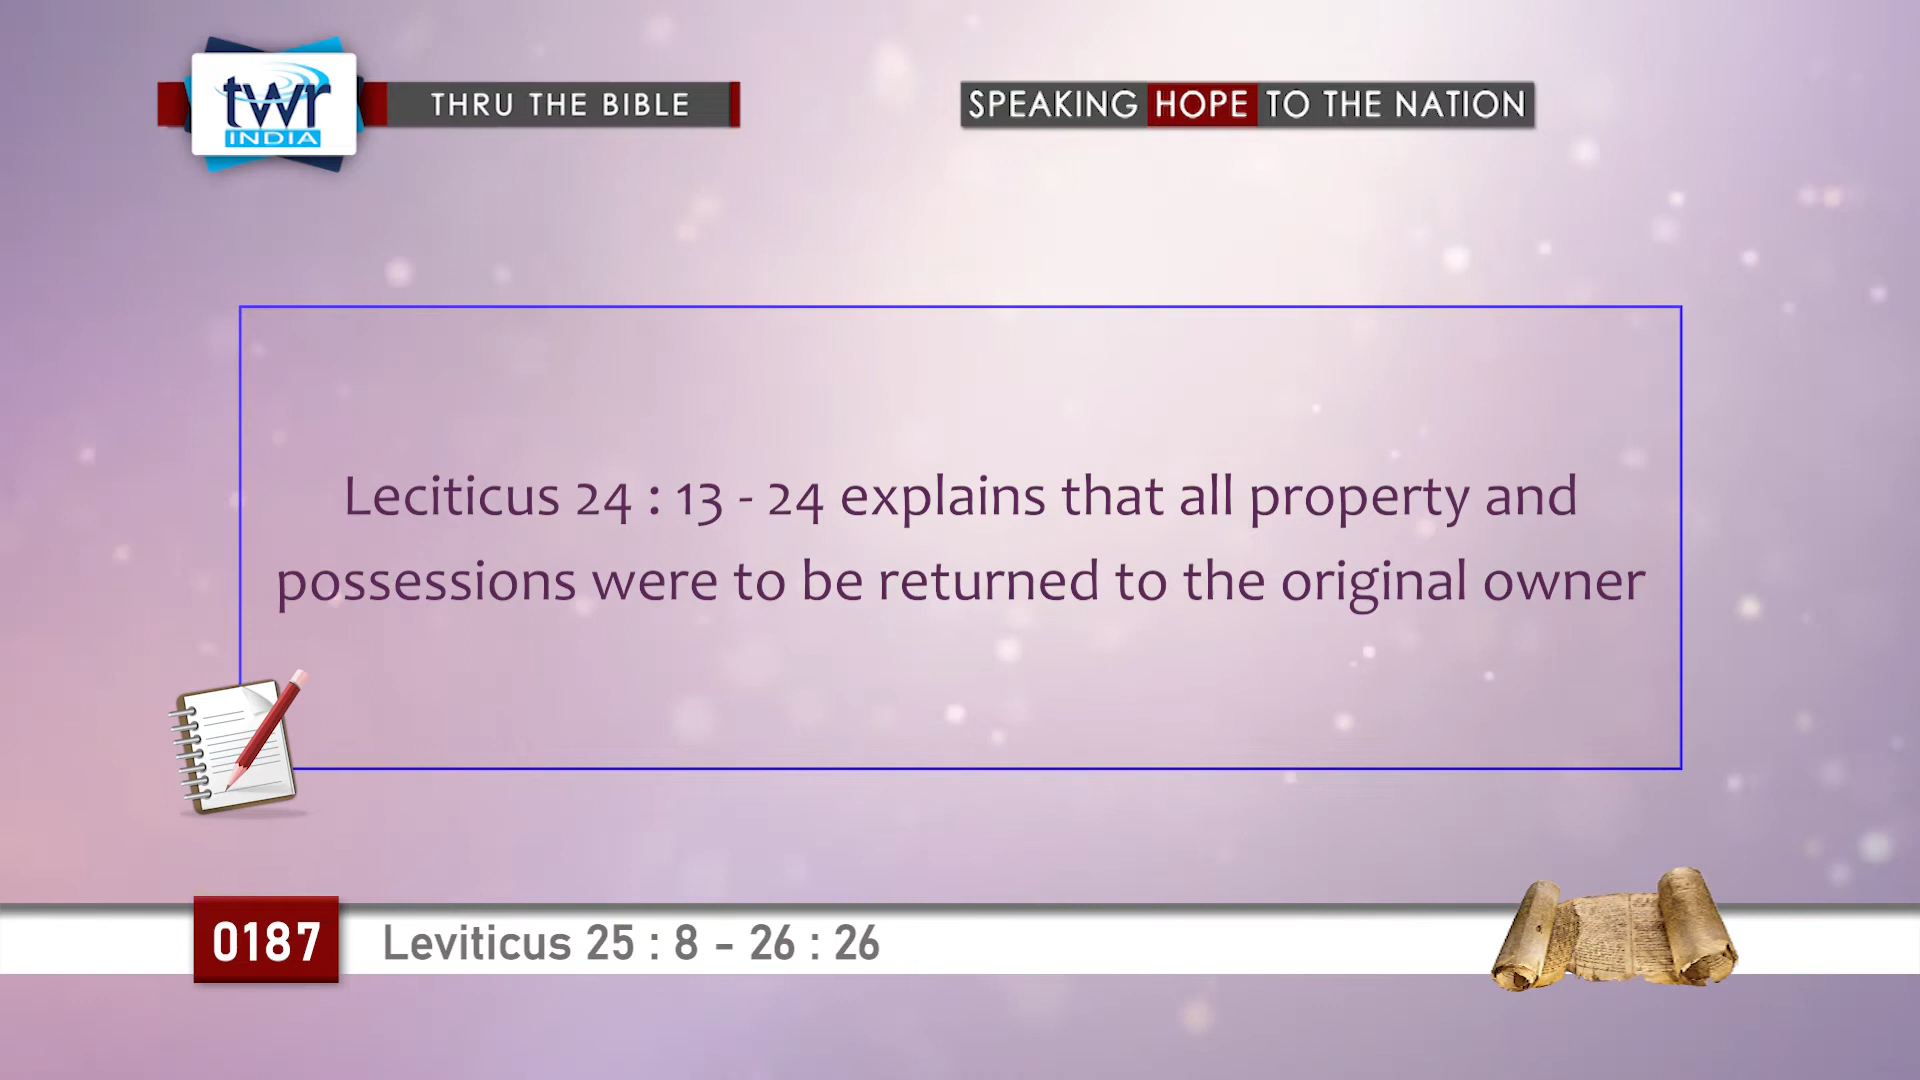 twr
INDIA
THRU THE BIBLE
SPEAKING HOPE TO THE NATION
Leciticus 24 : 13 - 24 explains that all property and
possessions were to be returned to the original owner
0187
Leviticus 25 : 8 - 26 : 26